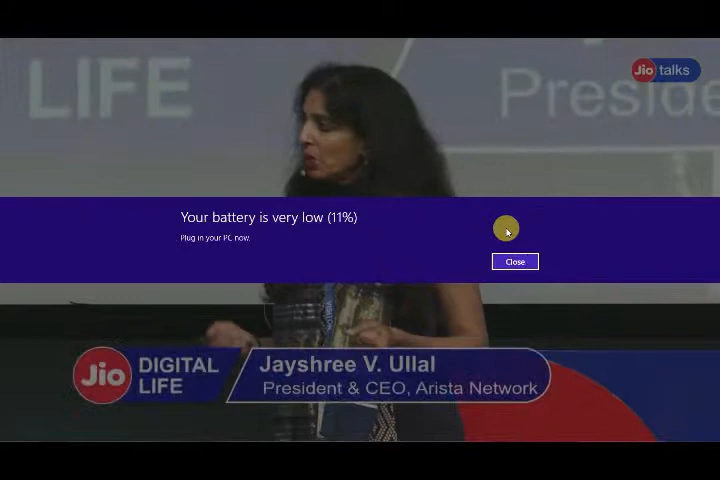 LIFE
Preside
Jio talks
Your battery is very low (11%)
Plug in your PC now.
Close
Jio DIGITAL LIFE
Jayshree V. Ullal
President & CEO, Arista Network